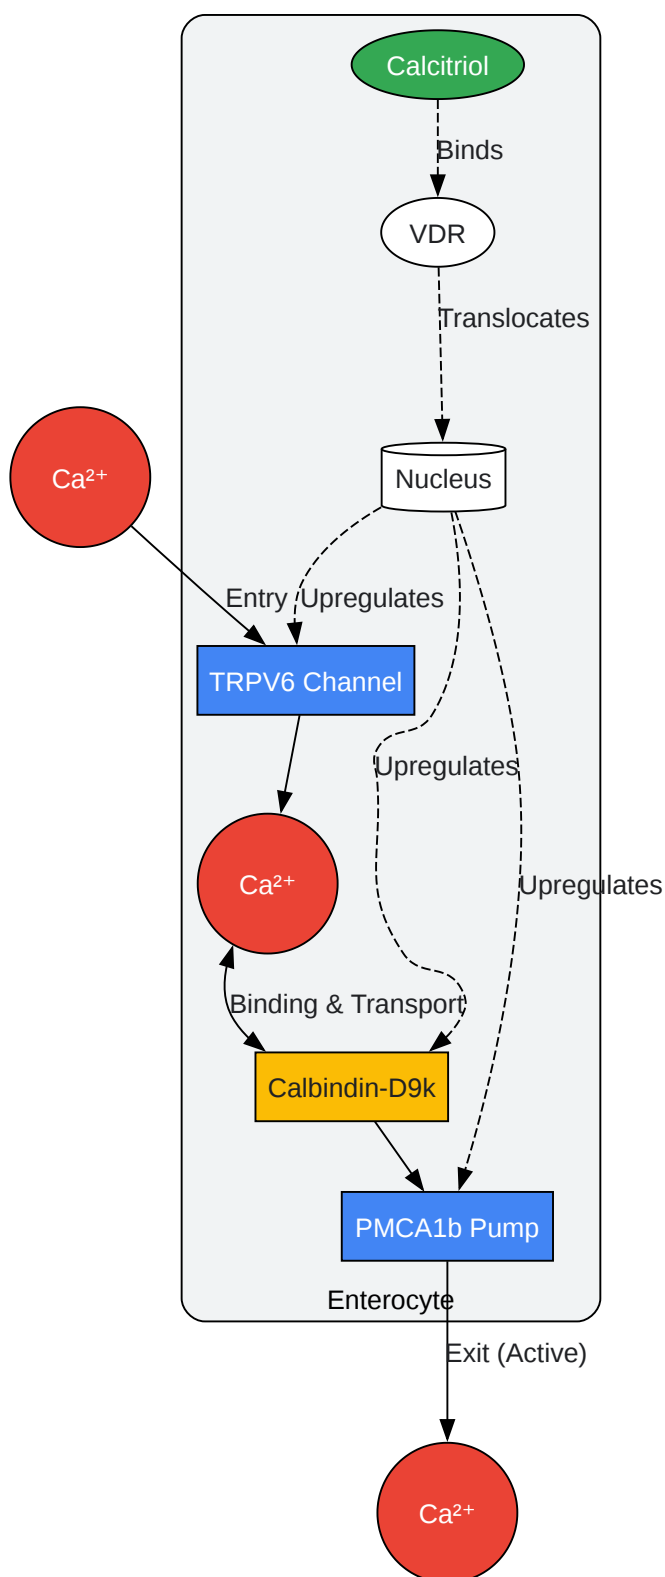 Calcitriol
Binds
VDR
Translocates
Ca²⁺
Nucleus
Entry
Upregulates
TRPV6 Channel
Upregulates
Ca²⁺
Upregulates
Binding & Transport
Calbindin-D9k
PMCA1b Pump
Enterocyte
Exit (Active)
Ca²⁺